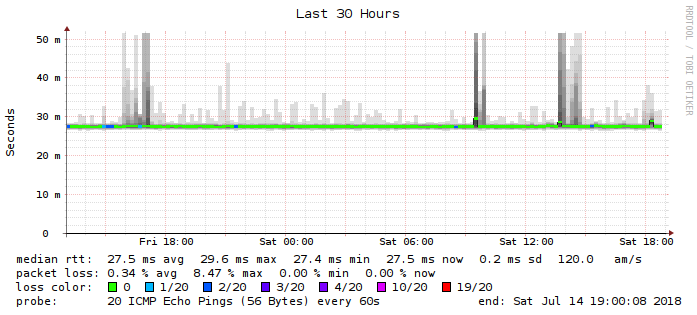 Last 30 Hours
RRDTOOL / TOBI OETIKER
Seconds
50 m
40 m
30 m
20 m
10 m
0
Fri 18:00 Sat 00:00 Sat 06:00 Sat 12:00 Sat 18:00
median rtt: 27.5 ms avg 29.6 ms max 27.4 ms min 27.5 ms now 0.2 ms sd 120.0 am/s
packet loss: 0.34 % avg 8.47 % max 0.00 % min 0.00 % now
loss color: 0 1/20 2/20 3/20 4/20 10/20 19/20
probe: 20 ICMP Echo Pings (56 Bytes) every 60s end: Sat Jul 14 19:00:08 2018